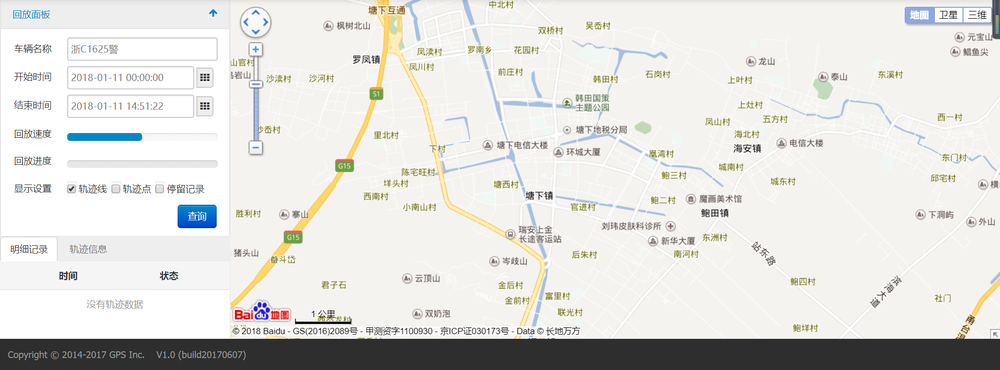 回放面板
车辆名称
浙C1625警
开始时间
2018-01-11 00:00:00
结束时间
2018-01-11 14:51:22
回放速度
回放进度
显示设置
轨迹线 轨迹点 停留记录
查询
明细记录 轨迹信息
时间 状态
没有轨迹数据
地图 卫星 三维
塘下互通
中北村
枫树北山
双桥村
吴岙村
元宝山
鲳鱼尖
凤渎村
罗南乡
花园村
罗凤镇
山官村
凤川村
前庄村
龙山
岩山
沙渎村
沙河村
韩田村
石岗村
上叶村
泰山
东溪村
S1
韩田国策
主题公园
上灶村
沙岙村
里北村
塘下地税分局
凤山村
五方村
西一村
海北村
下村
塘下电信大楼
环城大厦
凰湾村
海安镇
电信大楼
东门村
G15
陈宅旺村
鲍三村
城南村
垟头村
塘西村
城东村
邱宅村
横
西南村
塘下镇
鲍二村
魔画美术馆
小南山村
官进村
鲍田镇
胜利村
寨山
下洞屿
外山
刘玮皮肤科诊所
瑞安上金
长途客运站
G15
新华大厦
东洲村
猪头山
奋斗岱
岑歧山
后朱村
南河村
站东路
云顶山
君子石
金后村
鲍四村
滨海大道
金前村
富里村
社门
双奶泡
联光村
鲍垟村
甬台温
Bai du 地图
1 公里
© 2018 Baidu - GS(2016)2089号 - 甲测资字1100930 - 京ICP证030173号 - Data © 长地万方
Copyright © 2014-2017 GPS Inc. V1.0 (build20170607)